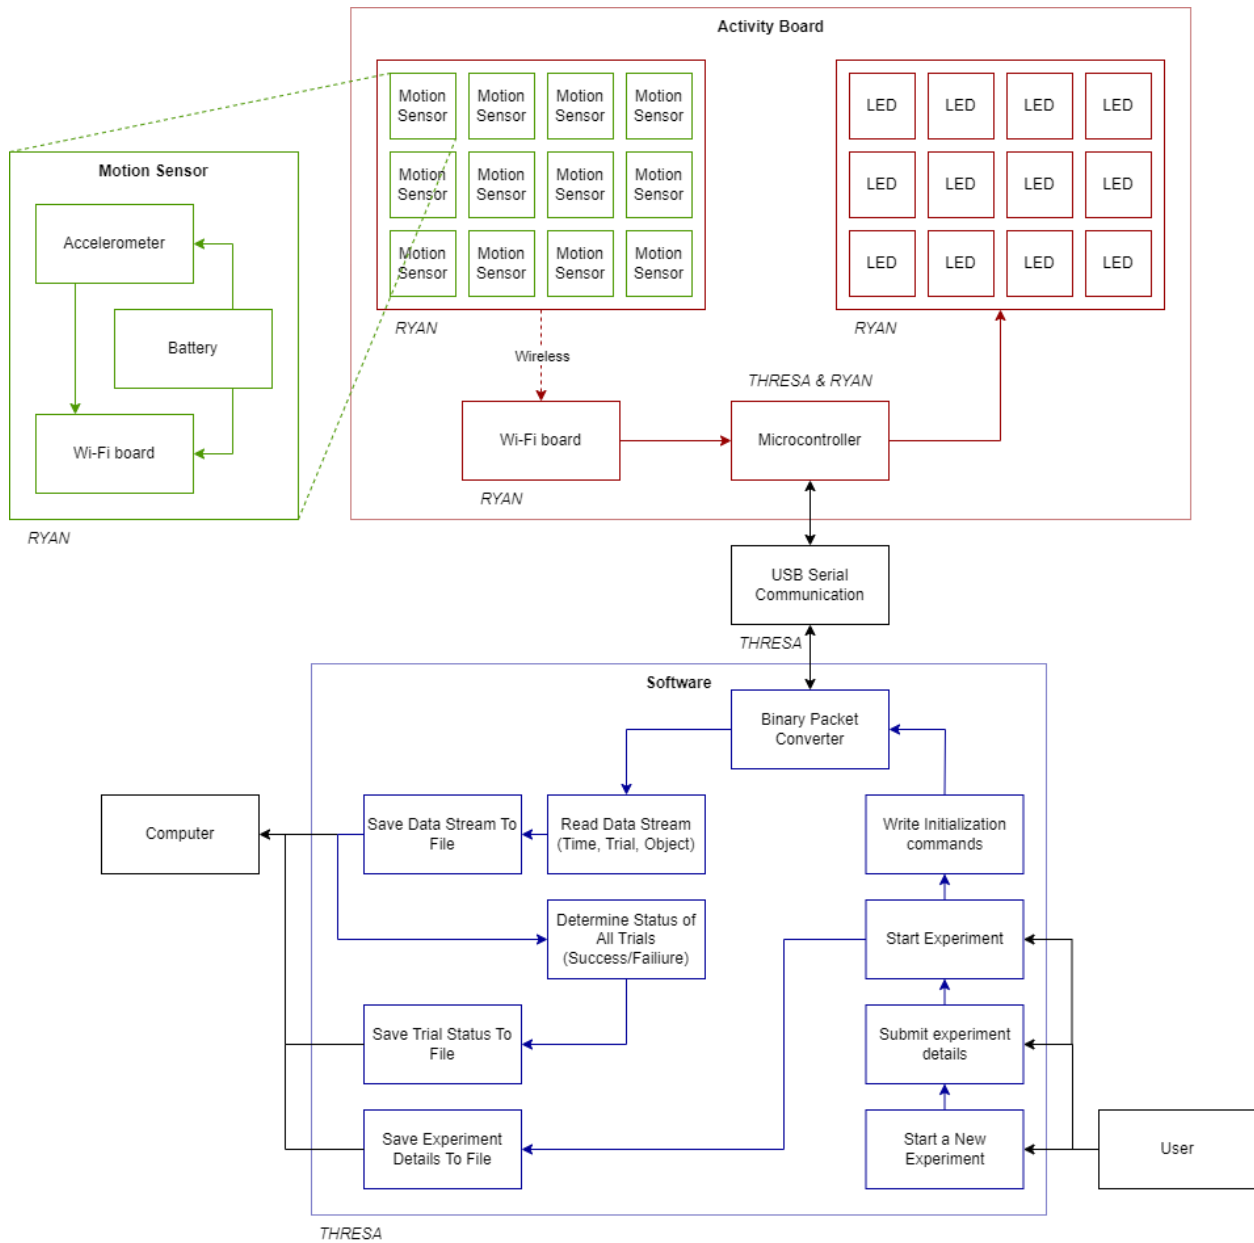 Activity Board
Motion
Sensor
Motion
Sensor
Motion
Sensor
Motion
Sensor
LED
LED
LED
LED
Motion Sensor
Motion
Sensor
Motion
Sensor
Motion
Sensor
Motion
Sensor
LED
LED
LED
LED
Accelerometer
Motion
Sensor
Motion
Sensor
Motion
Sensor
Motion
Sensor
LED
LED
LED
LED
RYAN
RYAN
Battery
Wireless
THRESA & RYAN
Wi-Fi board
Wi-Fi board
Microcontroller
RYAN
RYAN
USB Serial
Communication
THRESA
Software
Binary Packet
Converter
Computer
Save Data Stream To
File
Read Data Stream
(Time, Trial, Object)
Write Initialization
commands
Determine Status of
All Trials
(Success/Failiure)
Start Experiment
Save Trial Status To
File
Submit experiment
details
Save Experiment
Details To File
Start a New
Experiment
User
THRESA